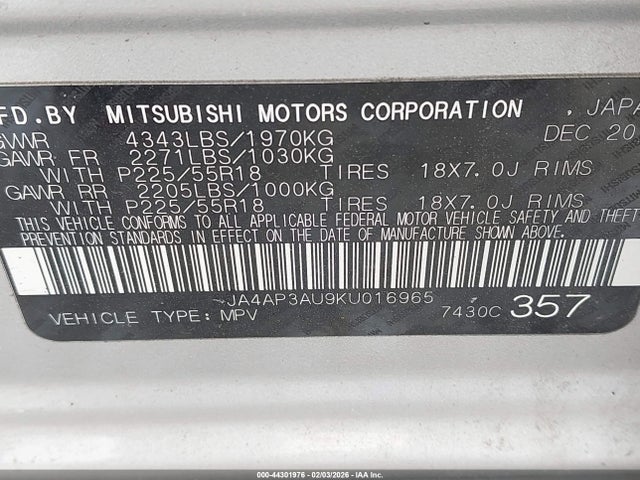 FD.BY MITSUBISHI MOTORS CORPORATION , JAPA
GVWR 4343LBS/1970KG DEC 20
GAWR FR 2271LBS/1030KG
WITH P225/55R18 TIRES 18X7.0J RIMS
GAWR RR 2205LBS/1000KG
WITH P225/55R18 TIRES 18X7.0J RIMS
THIS VEHICLE CONFORMS TO ALL APPLICABLE FEDERAL MOTOR VEHICLE SAFETY AND THEFT
PREVENTION STANDARDS IN EFFECT ON THE DATE OF MANUFACTURE SHOWN ABOVE.
JA4AP3AU9KU016965
VEHICLE TYPE: MPV 7430C 357
000-44301976 - 02/03/2026 - IAA Inc.